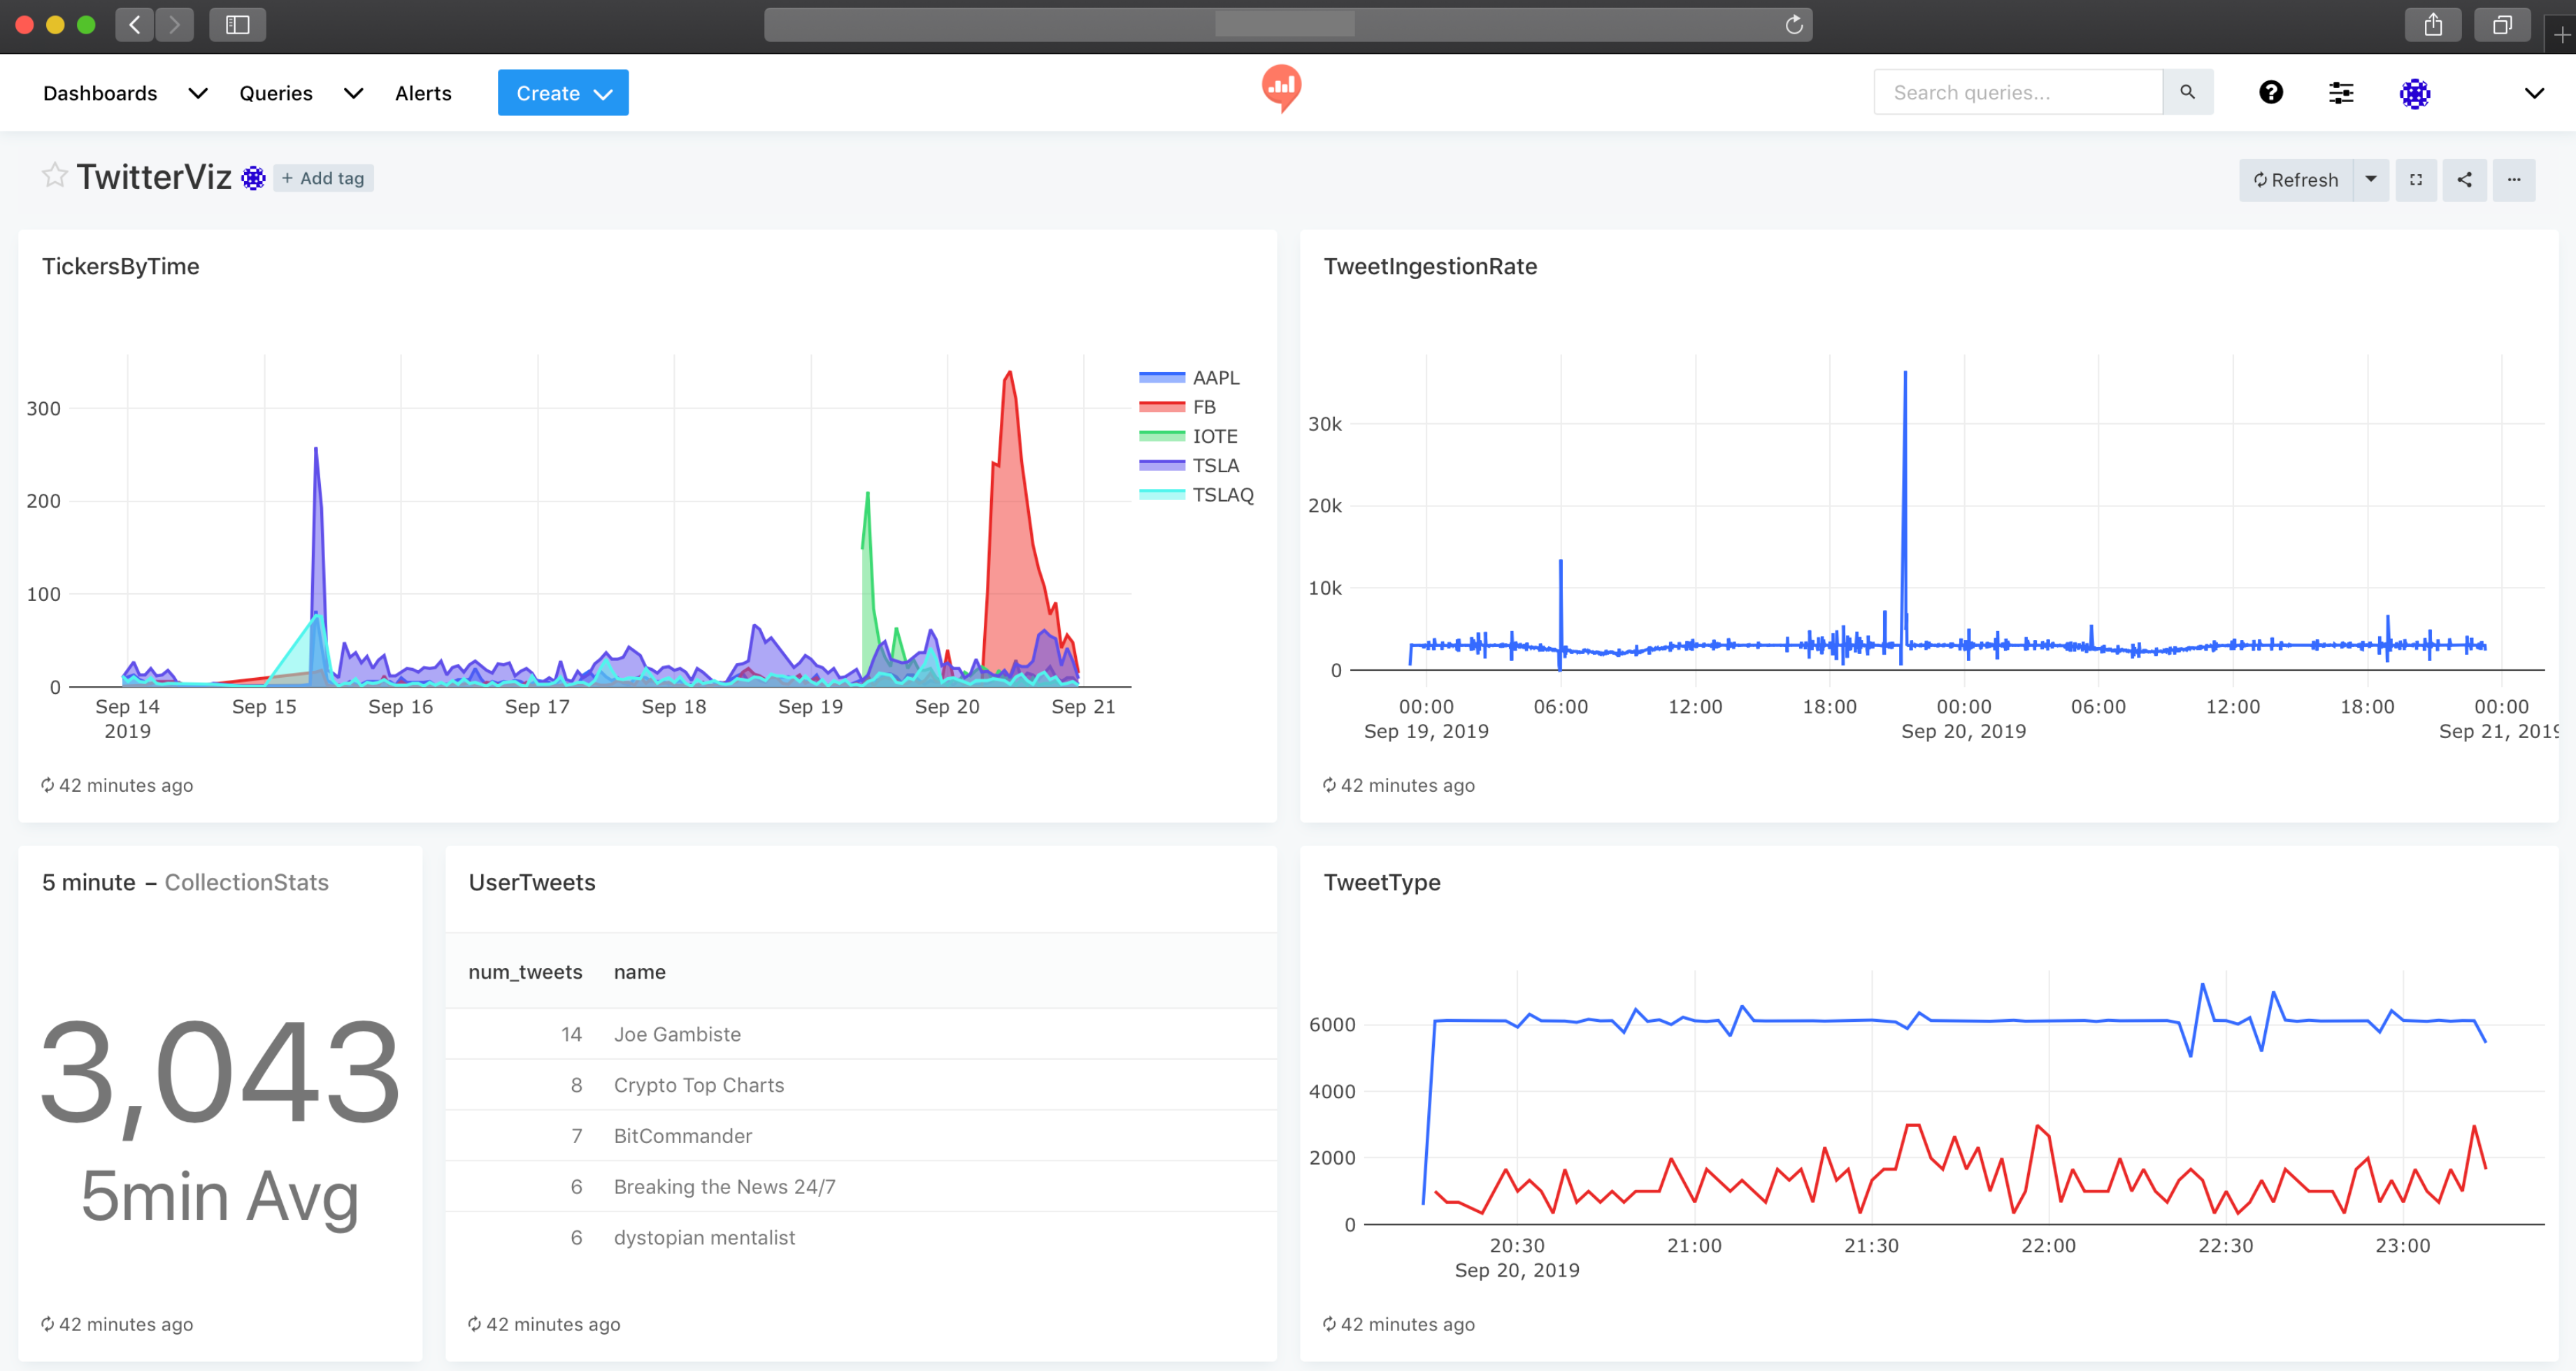 Dashboards Queries Alerts Create Search queries...
TwitterViz + Add tag Refresh
TickersByTime
300
200
100
0
Sep 14 Sep 15 Sep 16 Sep 17 Sep 18 Sep 19 Sep 20 Sep 21
2019
AAPL
FB
IOTE
TSLA
TSLAQ
42 minutes ago
TweetIngestionRate
30k
20k
10k
0
00:00 06:00 12:00 18:00 00:00 06:00 12:00 18:00 00:00
Sep 19, 2019 Sep 20, 2019 Sep 21, 2019
42 minutes ago
5 minute – CollectionStats
3,043
5min Avg
42 minutes ago
UserTweets
num_tweets name
14 Joe Gambiste
8 Crypto Top Charts
7 BitCommander
6 Breaking the News 24/7
6 dystopian mentalist
42 minutes ago
TweetType
6000
4000
2000
0
20:30 21:00 21:30 22:00 22:30 23:00
Sep 20, 2019
42 minutes ago